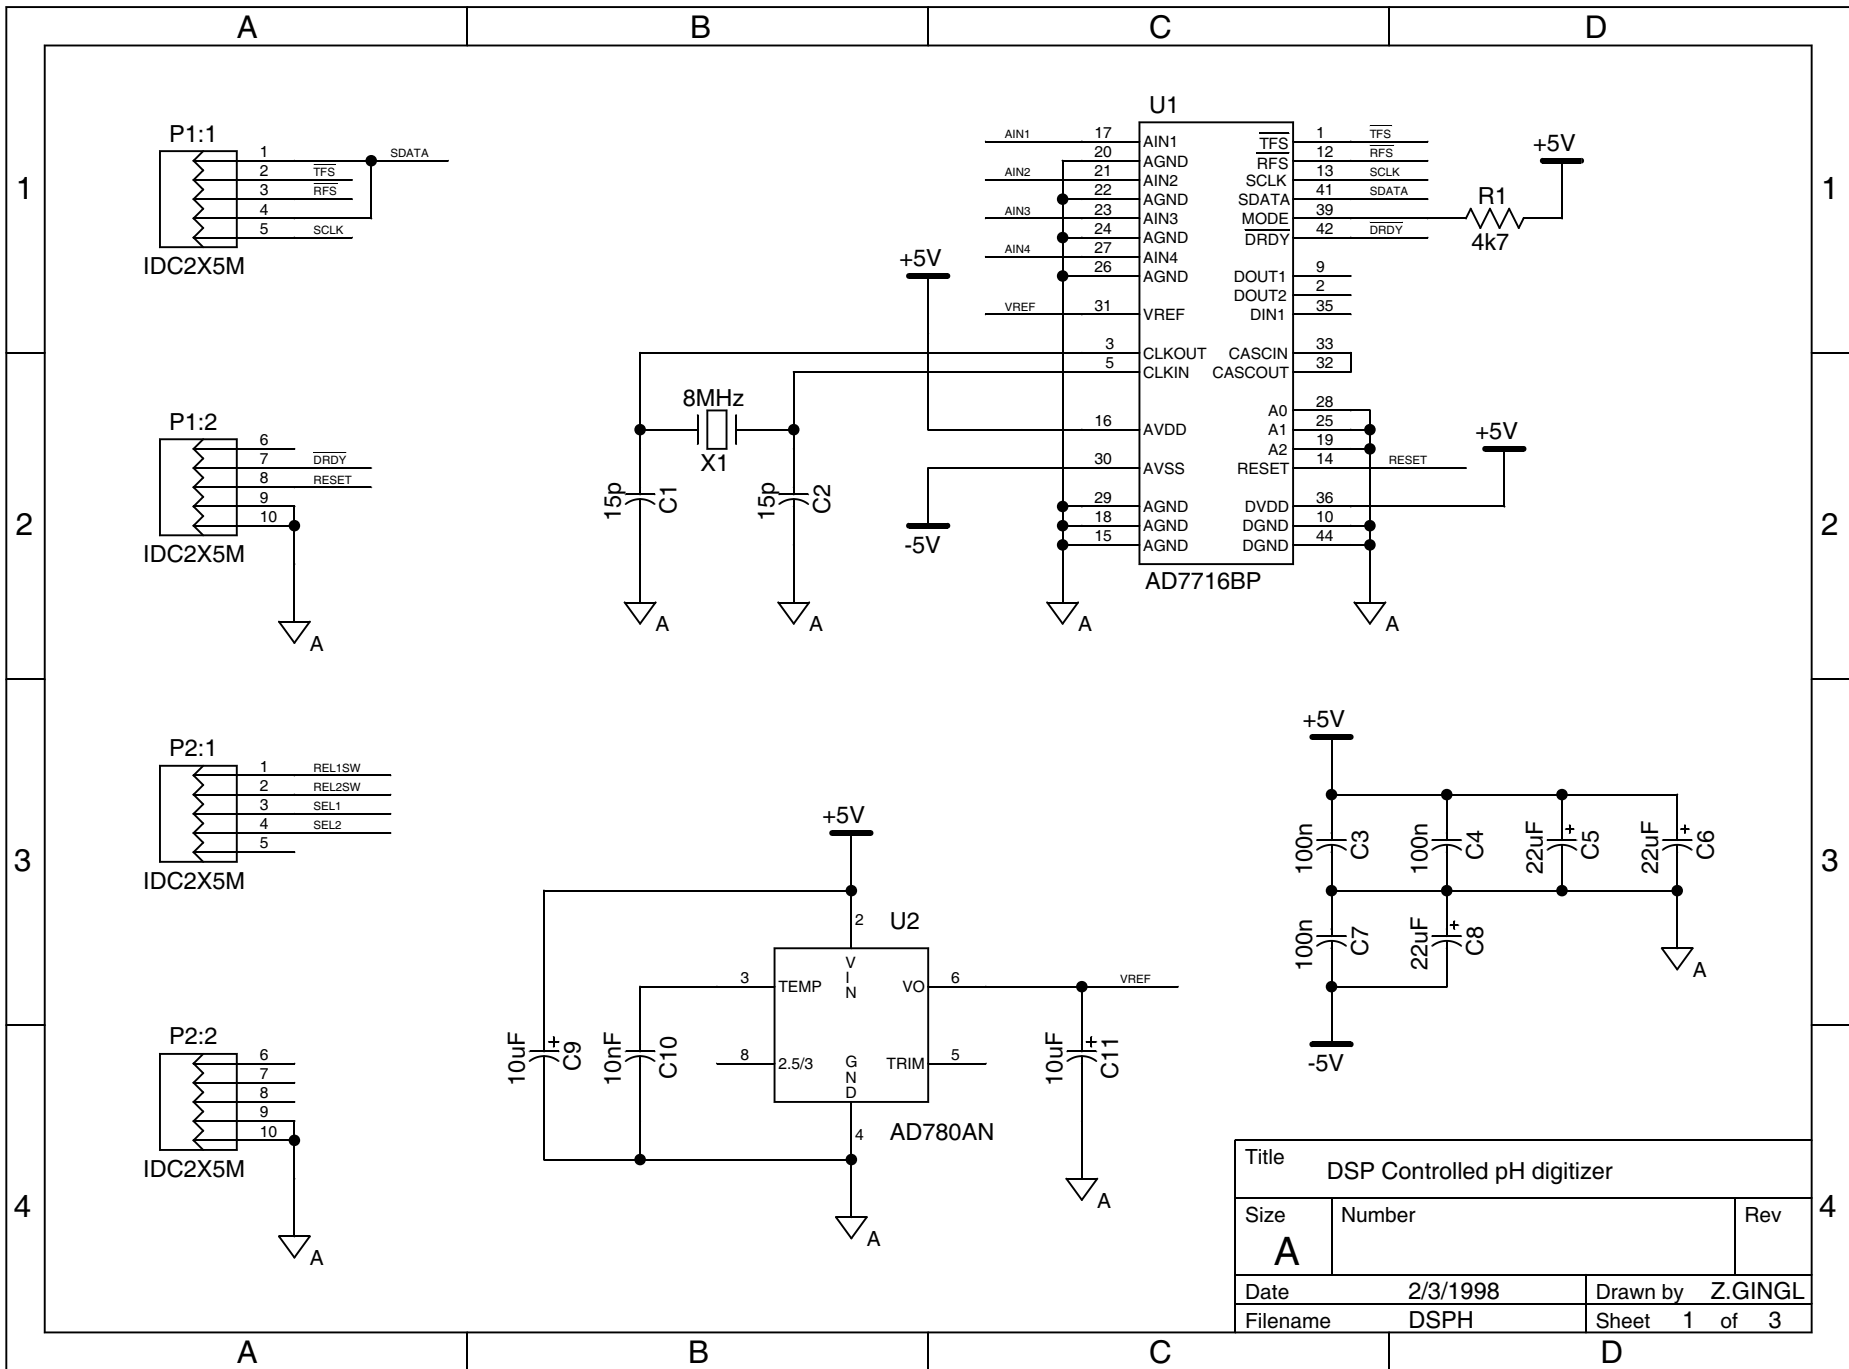 A B C D
1
P1:1
1 SDATA
2 TFS
3 RFS
4
5 SCLK
IDC2X5M
U1
AIN1 17 AIN1 TFS 1 TFS
20 AGND RFS 12 RFS
AIN2 21 AIN2 SCLK 13 SCLK
22 AGND SDATA 41 SDATA
AIN3 23 AIN3 MODE 39
24 AGND DRDY 42 DRDY
AIN4 27 AIN4
26 AGND DOUT1 9
DOUT2 2
VREF 31 VREF DIN1 35
3 CLKOUT CASCIN 33
5 CLKIN CASCOUT 32
A0 28
16 AVDD A1 25
A2 19
30 AVSS RESET 14 RESET
29 AGND DVDD 36
18 AGND DGND 10
15 AGND DGND 44
AD7716BP
+5V
R1
4k7
1
+5V
-5V
+5V
8MHz
X1
15p C1
15p C2
A
A
A
A
2
P1:2
6
7 DRDY
8 RESET
9
10
IDC2X5M
A
2
3
P2:1
1 REL1SW
2 REL2SW
3 SEL1
4 SEL2
5
IDC2X5M
+5V
2
U2
3 TEMP VIN VO 6 VREF
8 2.5/3 GND TRIM 5
4
AD780AN
10uF + C9
10nF C10
10uF + C11
A
A
+5V
100n C3
100n C4
22uF + C5
22uF + C6
100n C7
22uF + C8
A
-5V
3
4
P2:2
6
7
8
9
10
IDC2X5M
A
4
Title DSP Controlled pH digitizer
Size Number Rev
A
Date 2/3/1998 Drawn by Z.GINGL
Filename DSPH Sheet 1 of 3
A B C D